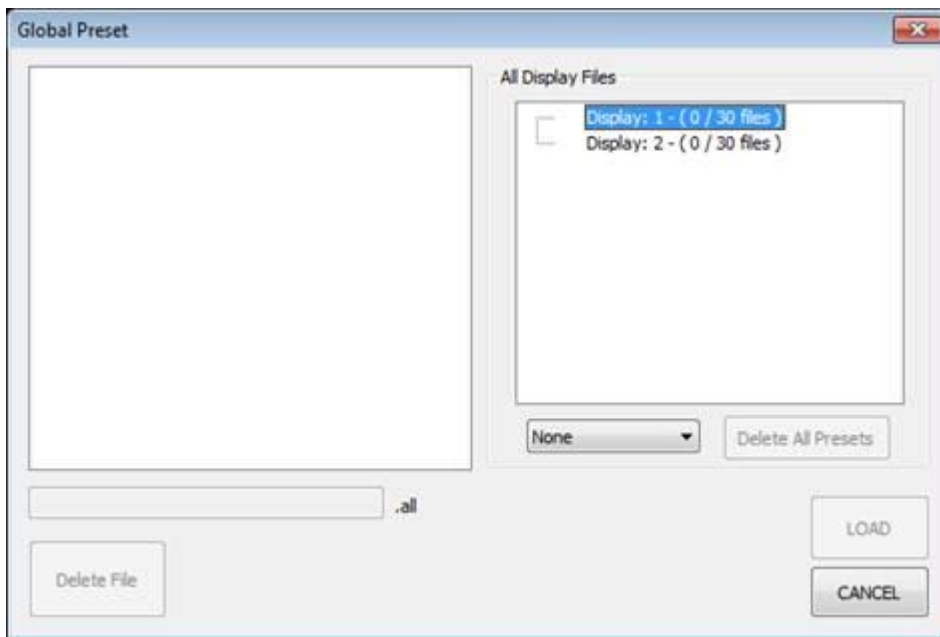 Global Preset
All Display Files
Display: 1 - ( 0 / 30 files )
Display: 2 - ( 0 / 30 files )
None
Delete All Presets
.all
LOAD
Delete File
CANCEL